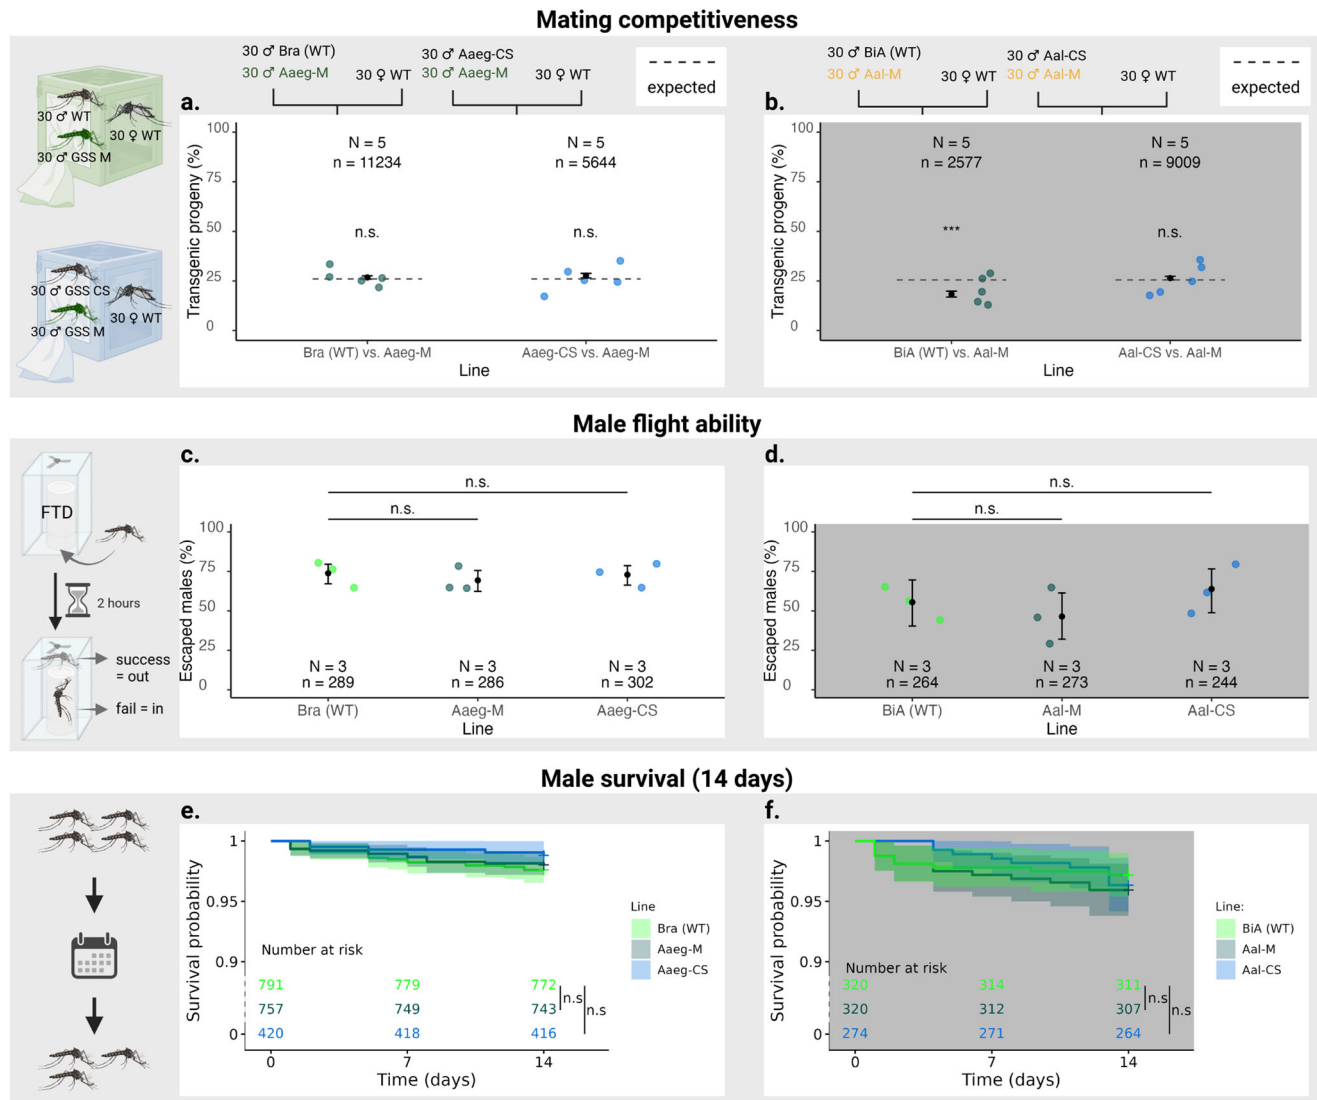 Mating competitiveness
30 ♂ WT
30 ♀ WT
30 ♂ GSS M
30 ♂ GSS CS
30 ♀ WT
30 ♂ GSS M
a.
30 ♂ Bra (WT)
30 ♂ Aaeg-M
30 ♀ WT
30 ♂ Aaeg-CS
30 ♂ Aaeg-M
30 ♀ WT
expected
Transgenic progeny (%)
100
75
50
25
0
N = 5
n = 11234
n.s.
N = 5
n = 5644
n.s.
Bra (WT) vs. Aaeg-M
Aaeg-CS vs. Aaeg-M
Line
b.
30 ♂ BiA (WT)
30 ♂ Aal-M
30 ♀ WT
30 ♂ Aal-CS
30 ♂ Aal-M
30 ♀ WT
expected
Transgenic progeny (%)
100
75
50
25
0
N = 5
n = 2577
***
N = 5
n = 9009
n.s.
BiA (WT) vs. Aal-M
Aal-CS vs. Aal-M
Line
Male flight ability
FTD
2 hours
success
= out
fail = in
c.
n.s.
n.s.
Escaped males (%)
100
75
50
25
0
N = 3
n = 289
N = 3
n = 286
N = 3
n = 302
Bra (WT)
Aaeg-M
Aaeg-CS
Line
d.
n.s.
n.s.
Escaped males (%)
100
75
50
25
0
N = 3
n = 264
N = 3
n = 273
N = 3
n = 244
BiA (WT)
Aal-M
Aal-CS
Line
Male survival (14 days)
e.
Survival probability
1
0.95
0.9
0
Number at risk
791 779 772
757 749 743
420 418 416
n.s
n.s
0 7 14
Time (days)
Line
Bra (WT)
Aaeg-M
Aaeg-CS
f.
Survival probability
1
0.95
0.9
0
Number at risk
320 314 311
320 312 307
274 271 264
n.s
n.s
0 7 14
Time (days)
Line:
BiA (WT)
Aal-M
Aal-CS